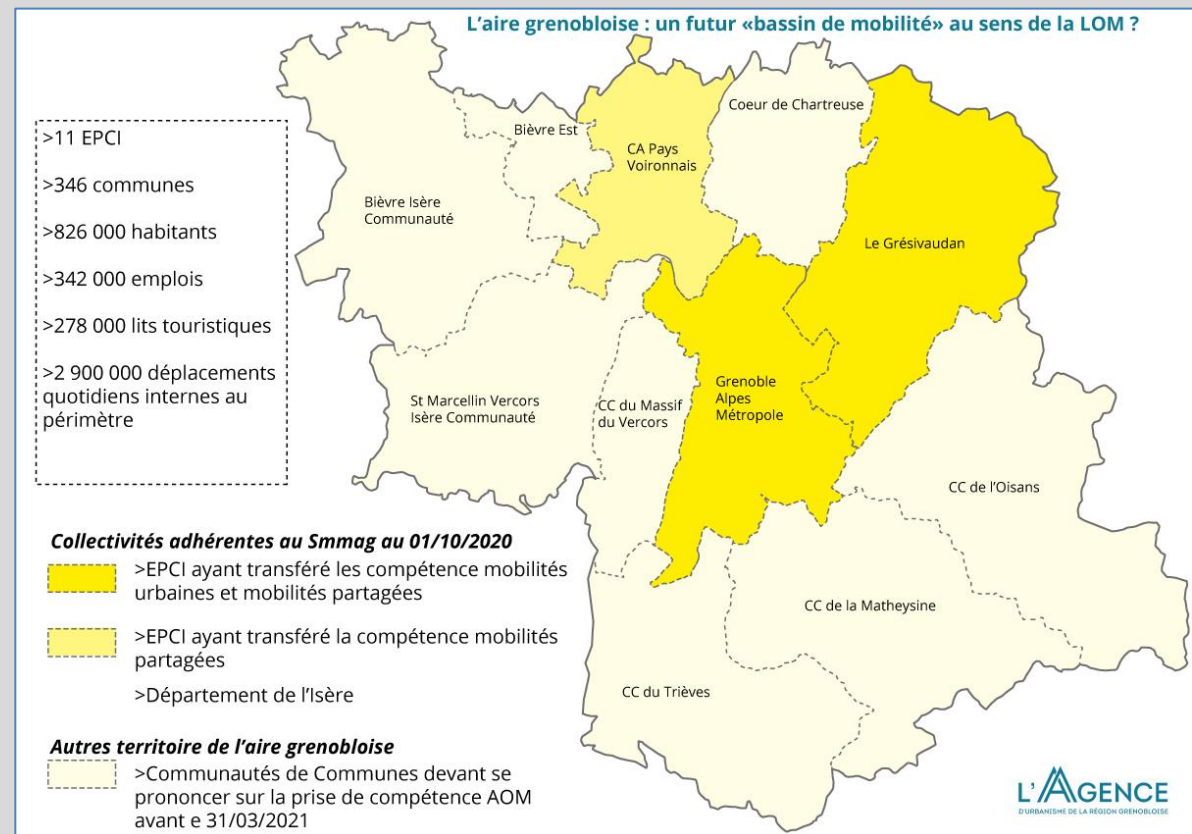 L'aire grenobloise : un futur «bassin de mobilité» au sens de la LOM ?
>11 EPCI
>346 communes
>826 000 habitants
>342 000 emplois
>278 000 lits touristiques
>2 900 000 déplacements
quotidiens internes au
périmètre
Bièvre Est
CA Pays
Voironnais
Coeur de Chartreuse
Bièvre Isère
Communauté
Le Grésivaudan
St Marcellin Vercors
Isère Communauté
CC du Massif
du Vercors
Grenoble
Alpes
Métropole
CC de l'Oisans
CC de la Matheysine
CC du Trièves
Collectivités adhérentes au Smmag au 01/10/2020
>EPCI ayant transféré les compétence mobilités
urbaines et mobilités partagées
>EPCI ayant transféré la compétence mobilités
partagées
>Département de l'Isère
Autres territoire de l'aire grenobloise
>Communautés de Communes devant se
prononcer sur la prise de compétence AOM
avant e 31/03/2021
L'AGENCE
D'URBANISME DE LA RÉGION GRENOBLOISE